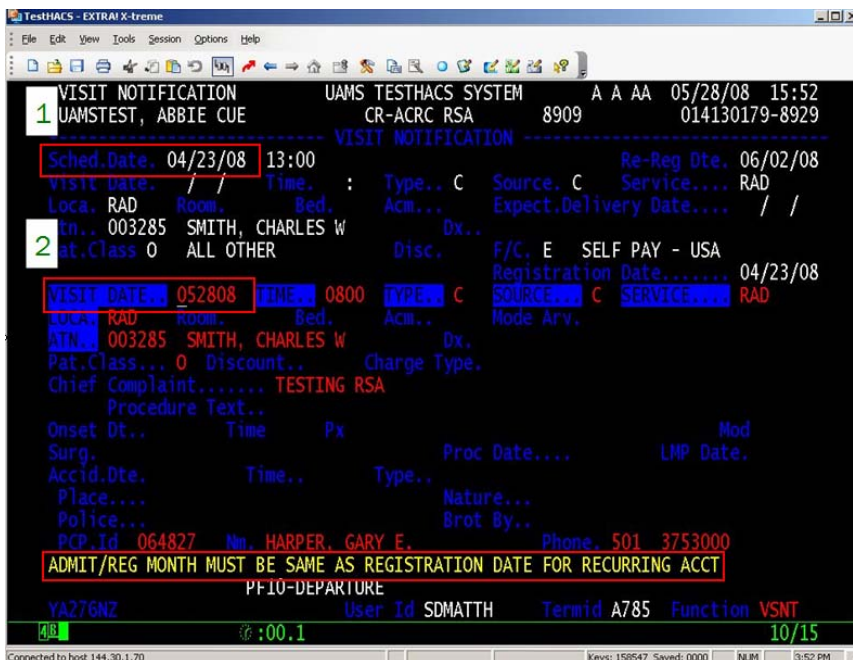 TestHACS - EXTRA! X-treme
File Edit View Tools Session Options Help
VISIT NOTIFICATION UAMS TESTHACS SYSTEM A A AA 05/28/08 15:52
1 UAMSTEST, ABBIE CUE CR-ACRC RSA 8909 014130179-8929
---------------------------- VISIT NOTIFICATION ----------------------------
Sched.Date. 04/23/08 13:00 Re-Reg Dte. 06/02/08
Visit Date. / / Time. : Type.. C Source. C Service.... RAD
Loca. RAD Room. Bed. Acm... Expect.Delivery Date.... / /
tn.. 003285 SMITH, CHARLES W Dx..
2 at.Class O ALL OTHER Disc. F/C. E SELF PAY - USA
Registration Date....... 04/23/08
VISIT DATE.. 052808 TIME.. 0800 TYPE.. C SOURCE... C SERVICE.... RAD
LOCA. RAD Room. Bed. Acm.. Mode Arv.
ATN.. 003285 SMITH, CHARLES W Dx.
Pat.Class... O Discount.. Charge Type.
Chief Complaint....... TESTING RSA
Procedure Text..
Onset Dt.. Time Px Mod
Surg. Proc Date.... LMP Date.
Accid.Dte. Time.. Type..
Place.... Nature...
Police... Brot By..
PCP.Id 064827 Nm. HARPER, GARY E. Phone. 501 3753000
ADMIT/REG MONTH MUST BE SAME AS REGISTRATION DATE FOR RECURRING ACCT
PF10-DEPARTURE
YA276NZ User Id SDMATTH Termid A785 Function VSNT
4B :00.1 10/15
Connected to host 144.30.1.70 Keys: 158547 Saved: 0000 NUM 3:52 PM